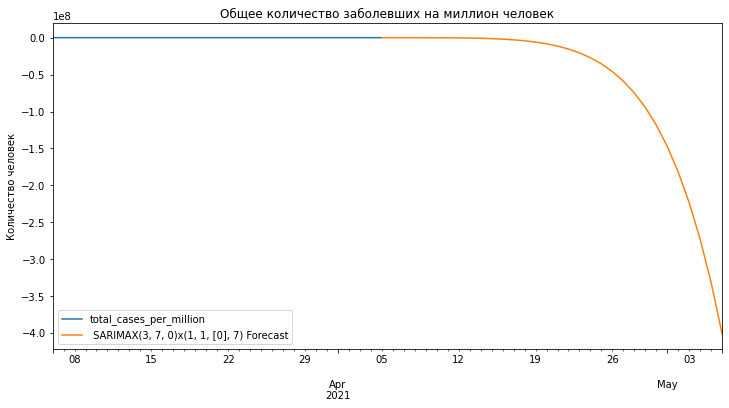 Общее количество заболевших на миллион человек
1e8
0.0
−0.5
−1.0
−1.5
−2.0
−2.5
−3.0
−3.5
−4.0
Количество человек
total_cases_per_million
SARIMAX(3, 7, 0)x(1, 1, [0], 7) Forecast
08 15 22 29 05 12 19 26 03
Apr May
2021